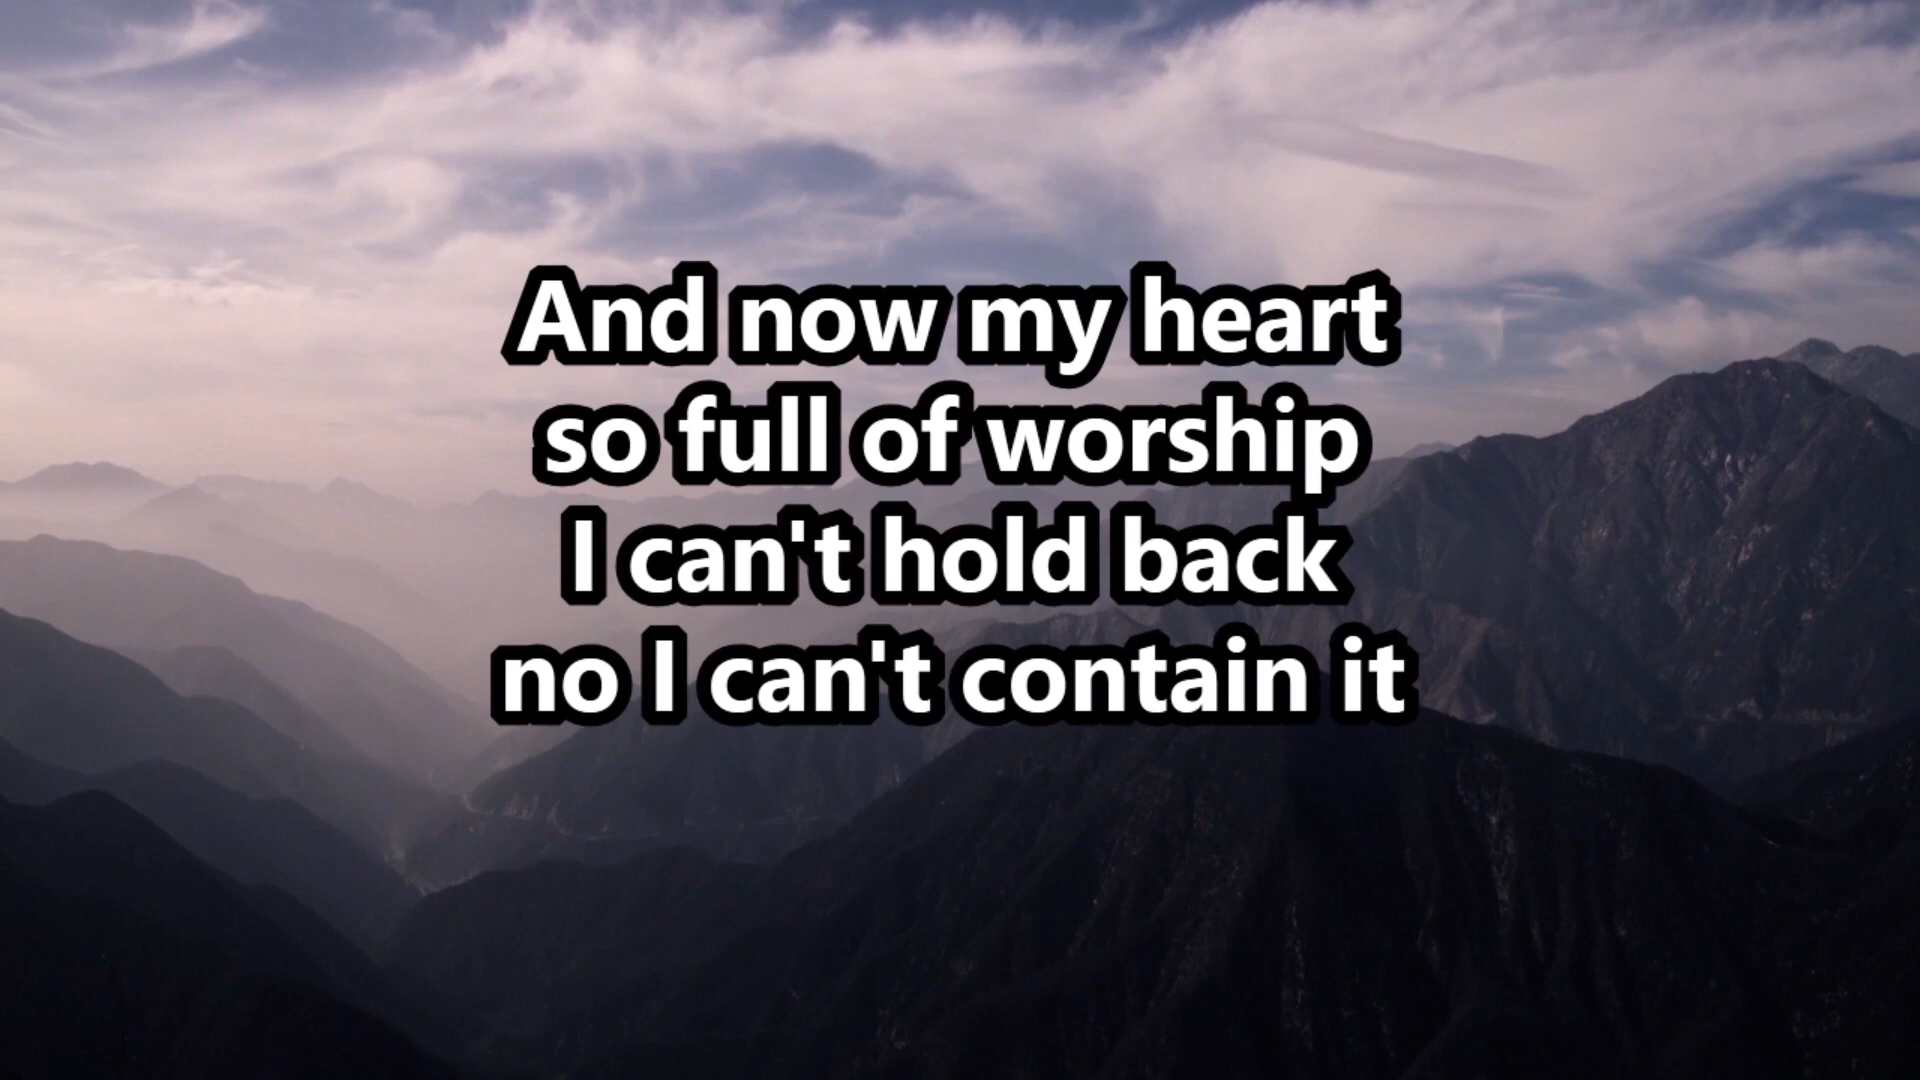 And now my heart
so full of worship
I can't hold back
no I can't contain it